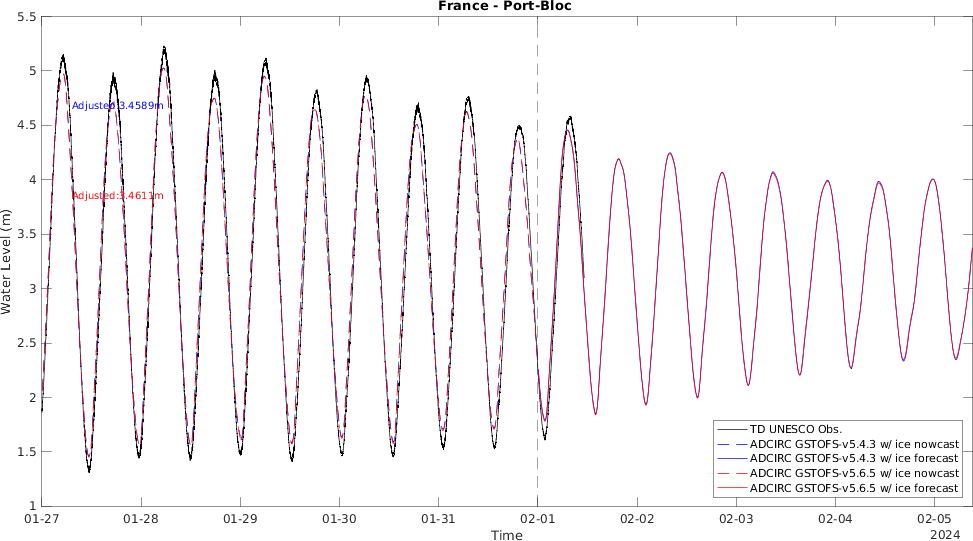 France - Port-Bloc
5.5
5
4.5
4
3.5
3
2.5
2
1.5
1
Water Level (m)
Adjusted:3.4589m
Adjusted:3.4611m
TD UNESCO Obs.
ADCIRC GSTOFS-v5.4.3 w/ ice nowcast
ADCIRC GSTOFS-v5.4.3 w/ ice forecast
ADCIRC GSTOFS-v5.6.5 w/ ice nowcast
ADCIRC GSTOFS-v5.6.5 w/ ice forecast
01-27 01-28 01-29 01-30 01-31 02-01 02-02 02-03 02-04 02-05
2024
Time